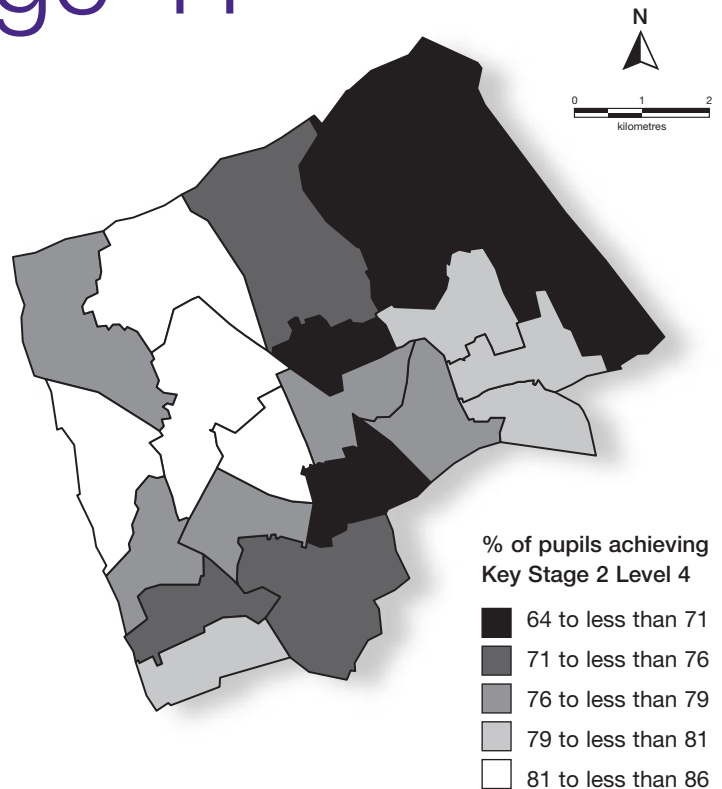 N
0 1 2
kilometres
% of pupils achieving
Key Stage 2 Level 4
64 to less than 71
71 to less than 76
76 to less than 79
79 to less than 81
81 to less than 86